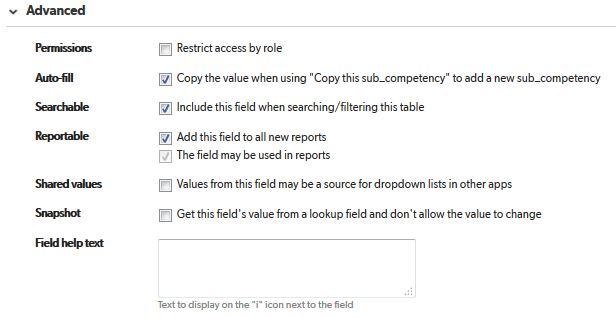 Advanced
Permissions Restrict access by role
Auto-fill Copy the value when using "Copy this sub_competency" to add a new sub_competency
Searchable Include this field when searching/filtering this table
Reportable Add this field to all new reports
The field may be used in reports
Shared values Values from this field may be a source for dropdown lists in other apps
Snapshot Get this field's value from a lookup field and don't allow the value to change
Field help text
Text to display on the "i" icon next to the field